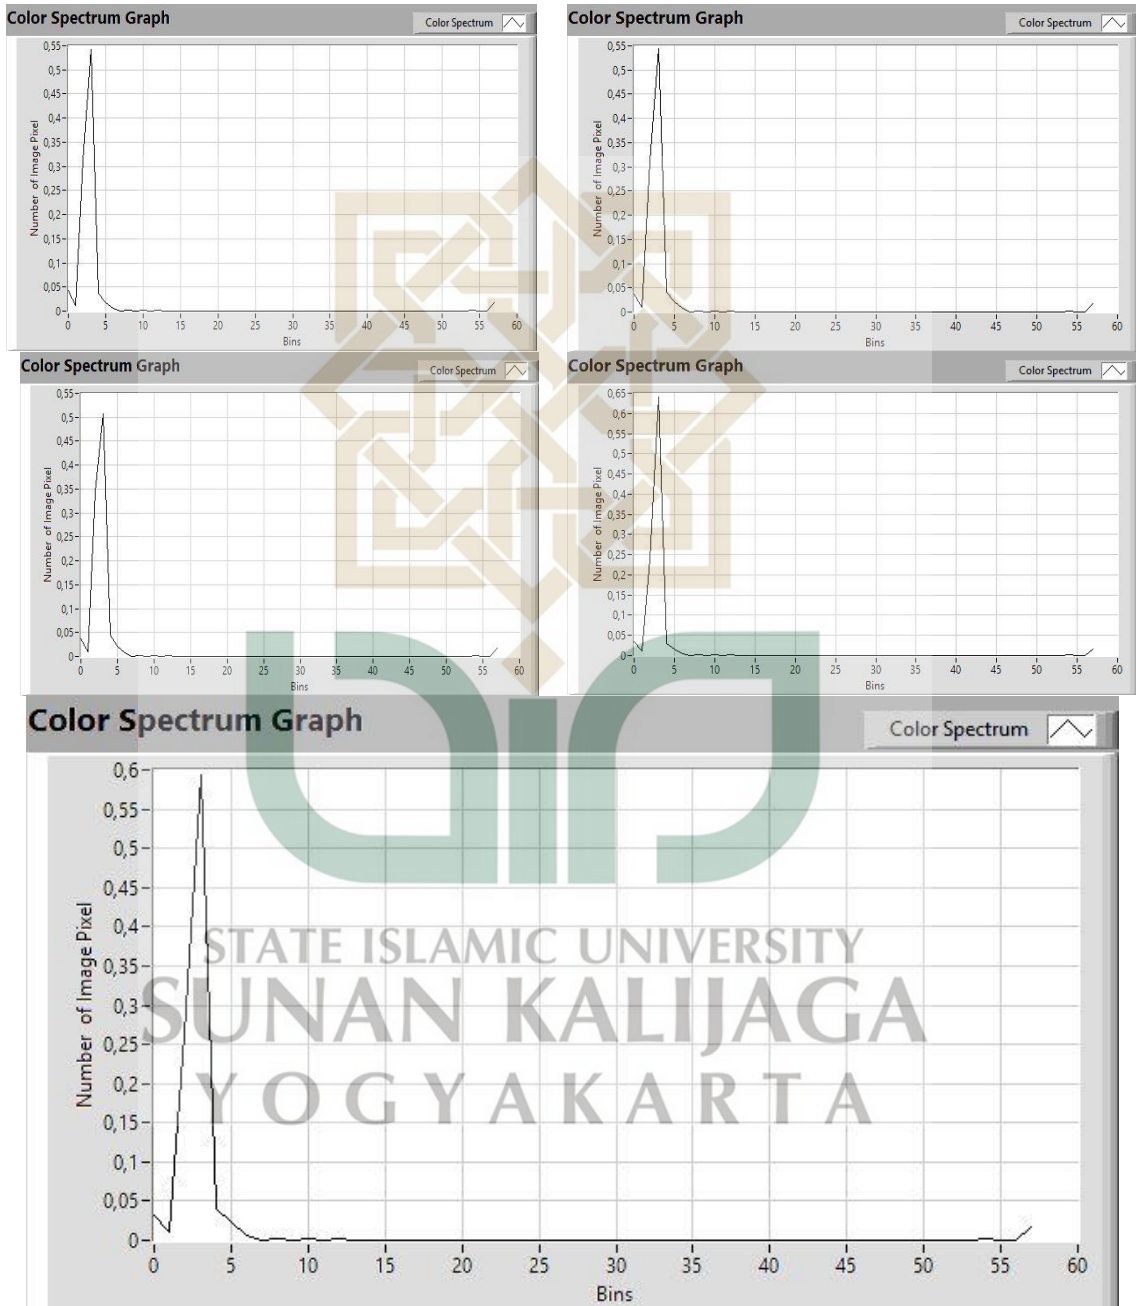 Color Spectrum Graph
Color Spectrum
0,55
0,5
0,45
0,4
0,35
0,3
0,25
0,2
0,15
0,1
0,05
0
Number of Image Pixel
0 5 10 15 20 25 30 35 40 45 50 55 60
Bins
Color Spectrum Graph
Color Spectrum
0,55
0,5
0,45
0,4
0,35
0,3
0,25
0,2
0,15
0,1
0,05
0
Number of Image Pixel
0 5 10 15 20 25 30 35 40 45 50 55 60
Bins
Color Spectrum Graph
Color Spectrum
0,55
0,5
0,45
0,4
0,35
0,3
0,25
0,2
0,15
0,1
0,05
0
Number of Image Pixel
0 5 10 15 20 25 30 35 40 45 50 55 60
Bins
Color Spectrum Graph
Color Spectrum
0,65
0,6
0,55
0,5
0,45
0,4
0,35
0,3
0,25
0,2
0,15
0,1
0,05
0
Number of Image Pixel
0 5 10 15 20 25 30 35 40 45 50 55 60
Bins
Color Spectrum Graph
Color Spectrum
0,6
0,55
0,5
0,45
0,4
0,35
0,3
0,25
0,2
0,15
0,1
0,05
0
Number of Image Pixel
0 5 10 15 20 25 30 35 40 45 50 55 60
Bins
STATE ISLAMIC UNIVERSITY
SUNAN KALIJAGA
YOGYAKARTA